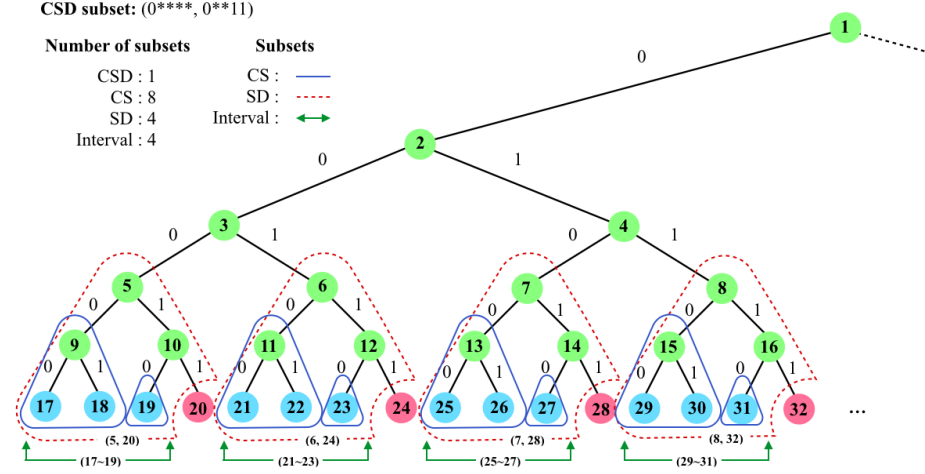 CSD subset: (0****, 0**11)
1
Number of subsets Subsets
0
CSD : 1 CS :
CS : 8 SD :
SD : 4 Interval :
Interval : 4
2
0 1
3 4
0 1 0 1
5 6 7 8
0 1 0 1 0 1 0 1
9 10 11 12 13 14 15 16
0 1 0 1 0 1 0 1 0 1 0 1 0 1 0 1
17 18 19 20 21 22 23 24 25 26 27 28 29 30 31 32 ...
(5, 20) (6, 24) (7, 28) (8, 32)
(17~19) (21~23) (25~27) (29~31)